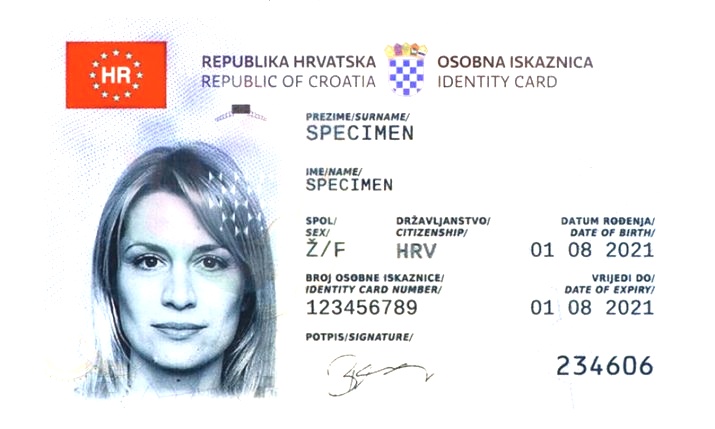 HR
REPUBLIKA HRVATSKA OSOBNA ISKAZNICA
REPUBLIC OF CROATIA IDENTITY CARD
PREZIME/SURNAME/
SPECIMEN
IME/NAME/
SPECIMEN
SPOL/ DRŽAVLJANSTVO/ DATUM ROĐENJA/
SEX/ CITIZENSHIP/ DATE OF BIRTH/
Ž/F HRV 01 08 2021
BROJ OSOBNE ISKAZNICE/ VRIJEDI DO/
IDENTITY CARD NUMBER/ DATE OF EXPIRY/
123456789 01 08 2021
POTPIS/SIGNATURE/
234606